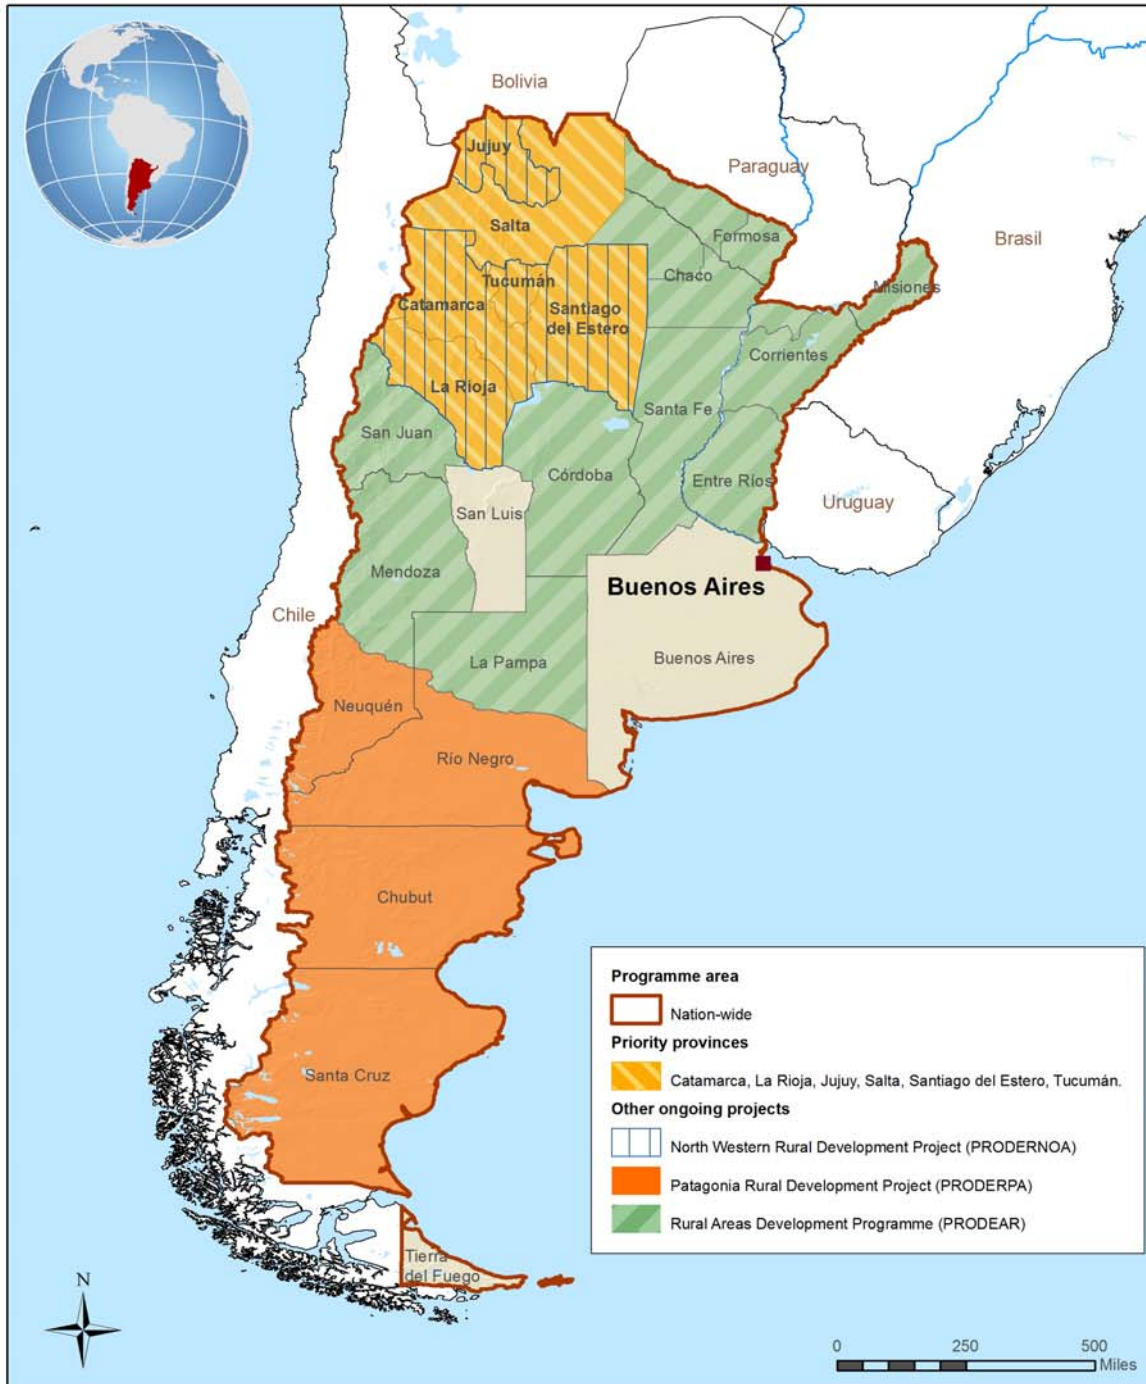 Bolivia
Jujuy
Paraguay
Salta
Formosa
Brasil
Chaco
Tucumán
Misiones
Catamarca
Santiago
del Estero
Corrientes
La Rioja
Santa Fe
San Juan
Córdoba
Entre Ríos
Uruguay
San Luis
Mendoza
Buenos Aires
Chile
La Pampa
Buenos Aires
Neuquén
Río Negro
Chubut
Santa Cruz
Tierra
del Fuego
Programme area
Nation-wide
Priority provinces
Catamarca, La Rioja, Jujuy, Salta, Santiago del Estero, Tucumán.
Other ongoing projects
North Western Rural Development Project (PRODERNOA)
Patagonia Rural Development Project (PRODERPA)
Rural Areas Development Programme (PRODEAR)
N
0 250 500
Miles